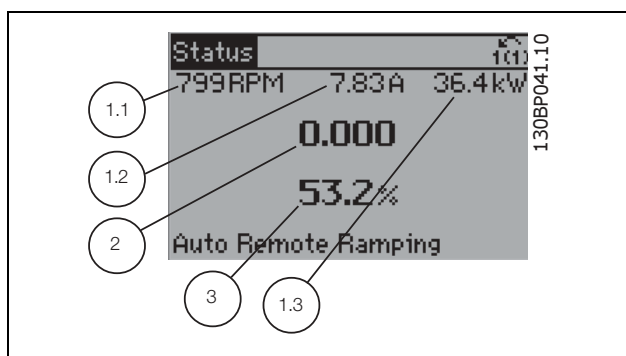 Status 1(1)
799RPM 7.83A 36.4kW
0.000
53.2%
Auto Remote Ramping
1.1
1.2
2
3
1.3
130BP041.10